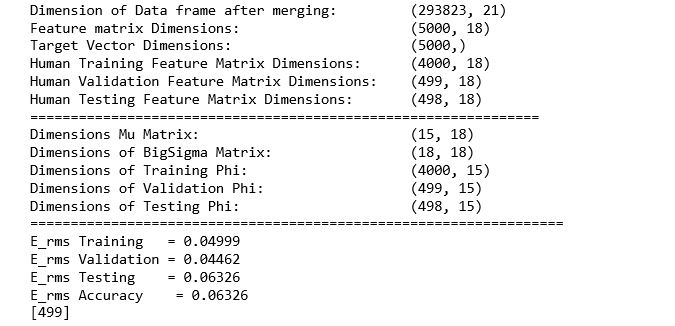 Dimension of Data frame after merging: (293823, 21)
Feature matrix Dimensions: (5000, 18)
Target Vector Dimensions: (5000,)
Human Training Feature Matrix Dimensions: (4000, 18)
Human Validation Feature Matrix Dimensions: (499, 18)
Human Testing Feature Matrix Dimensions: (498, 18)
===============================================================
Dimensions Mu Matrix: (15, 18)
Dimensions of BigSigma Matrix: (18, 18)
Dimensions of Training Phi: (4000, 15)
Dimensions of Validation Phi: (499, 15)
Dimensions of Testing Phi: (498, 15)
==================================================================
E_rms Training = 0.04999
E_rms Validation = 0.04462
E_rms Testing = 0.06326
E_rms Accuracy = 0.06326
[499]